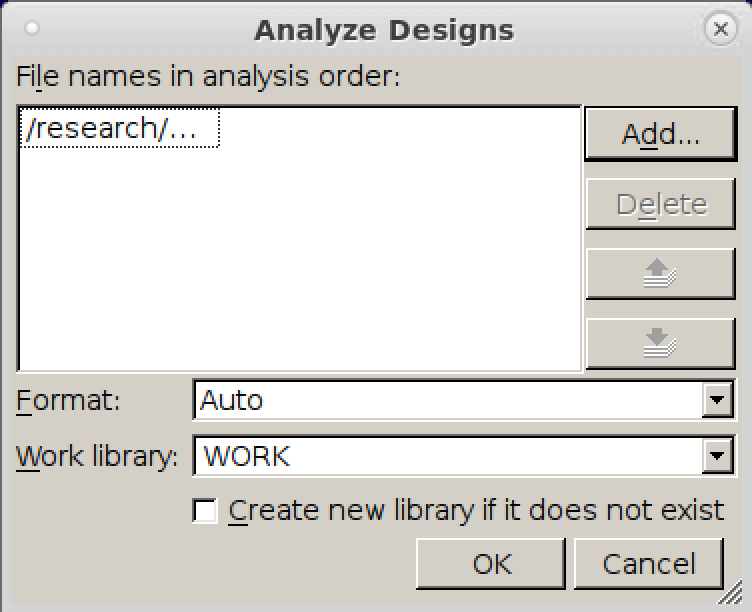 Analyze Designs
File names in analysis order:
/research/...
Add...
Delete
Format:
Auto
Work library:
WORK
Create new library if it does not exist
OK
Cancel